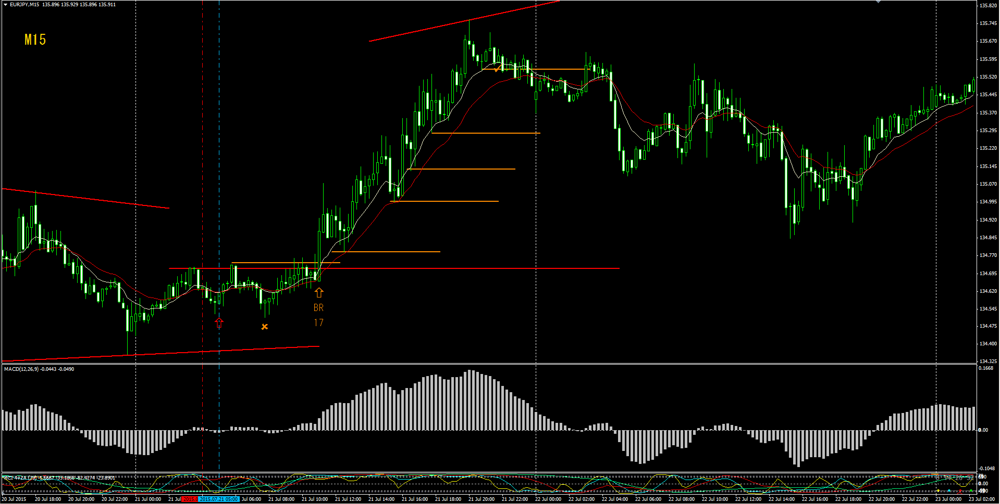 EURJPY,M15 135.896 135.929 135.896 135.911
M15
135.820
135.745
135.670
135.595
135.520
135.445
135.370
135.295
135.220
135.145
135.070
134.995
134.920
134.845
134.770
134.695
134.620
134.545
134.475
134.400
134.325
BR
17
MACD(12,26,9) -0.0443 -0.0490
0.1668
0.00
-0.1048
0.00
20 Jul 2015
20 Jul 18:00
20 Jul 20:00
20 Jul 22:00
21 Jul 00:00
21 Jul
2015.0
2015.07.21 05:00
Jul 06:00
21 Jul 08:00
21 Jul 10:00
21 Jul 12:00
21 Jul 14:00
21 Jul 16:00
21 Jul 18:00
21 Jul 20:00
21 Jul 22:00
22 Jul 00:00
22 Jul 02:00
22 Jul 04:00
22 Jul 06:00
22 Jul 08:00
22 Jul 10:00
22 Jul 12:00
22 Jul 14:00
22 Jul 16:00
22 Jul 18:00
22 Jul 20:00
22 Jul 22:00
23 Jul 00:00
23 Jul 02:00